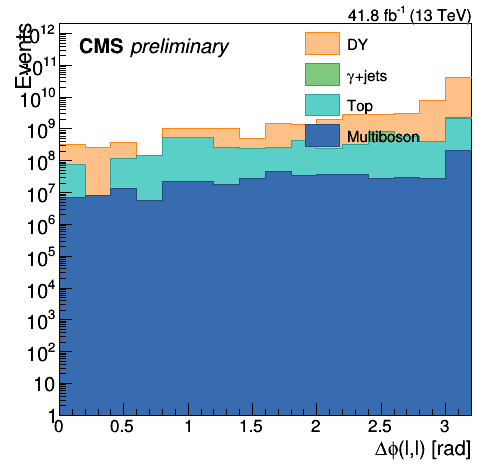 41.8 fb⁻¹ (13 TeV)
CMS preliminary
DY
γ+jets
Top
Multiboson
Events
10¹²
10¹¹
10¹⁰
10⁹
10⁸
10⁷
10⁶
10⁵
10⁴
10³
10²
10
1
0 0.5 1 1.5 2 2.5 3
Δϕ(l,l) [rad]